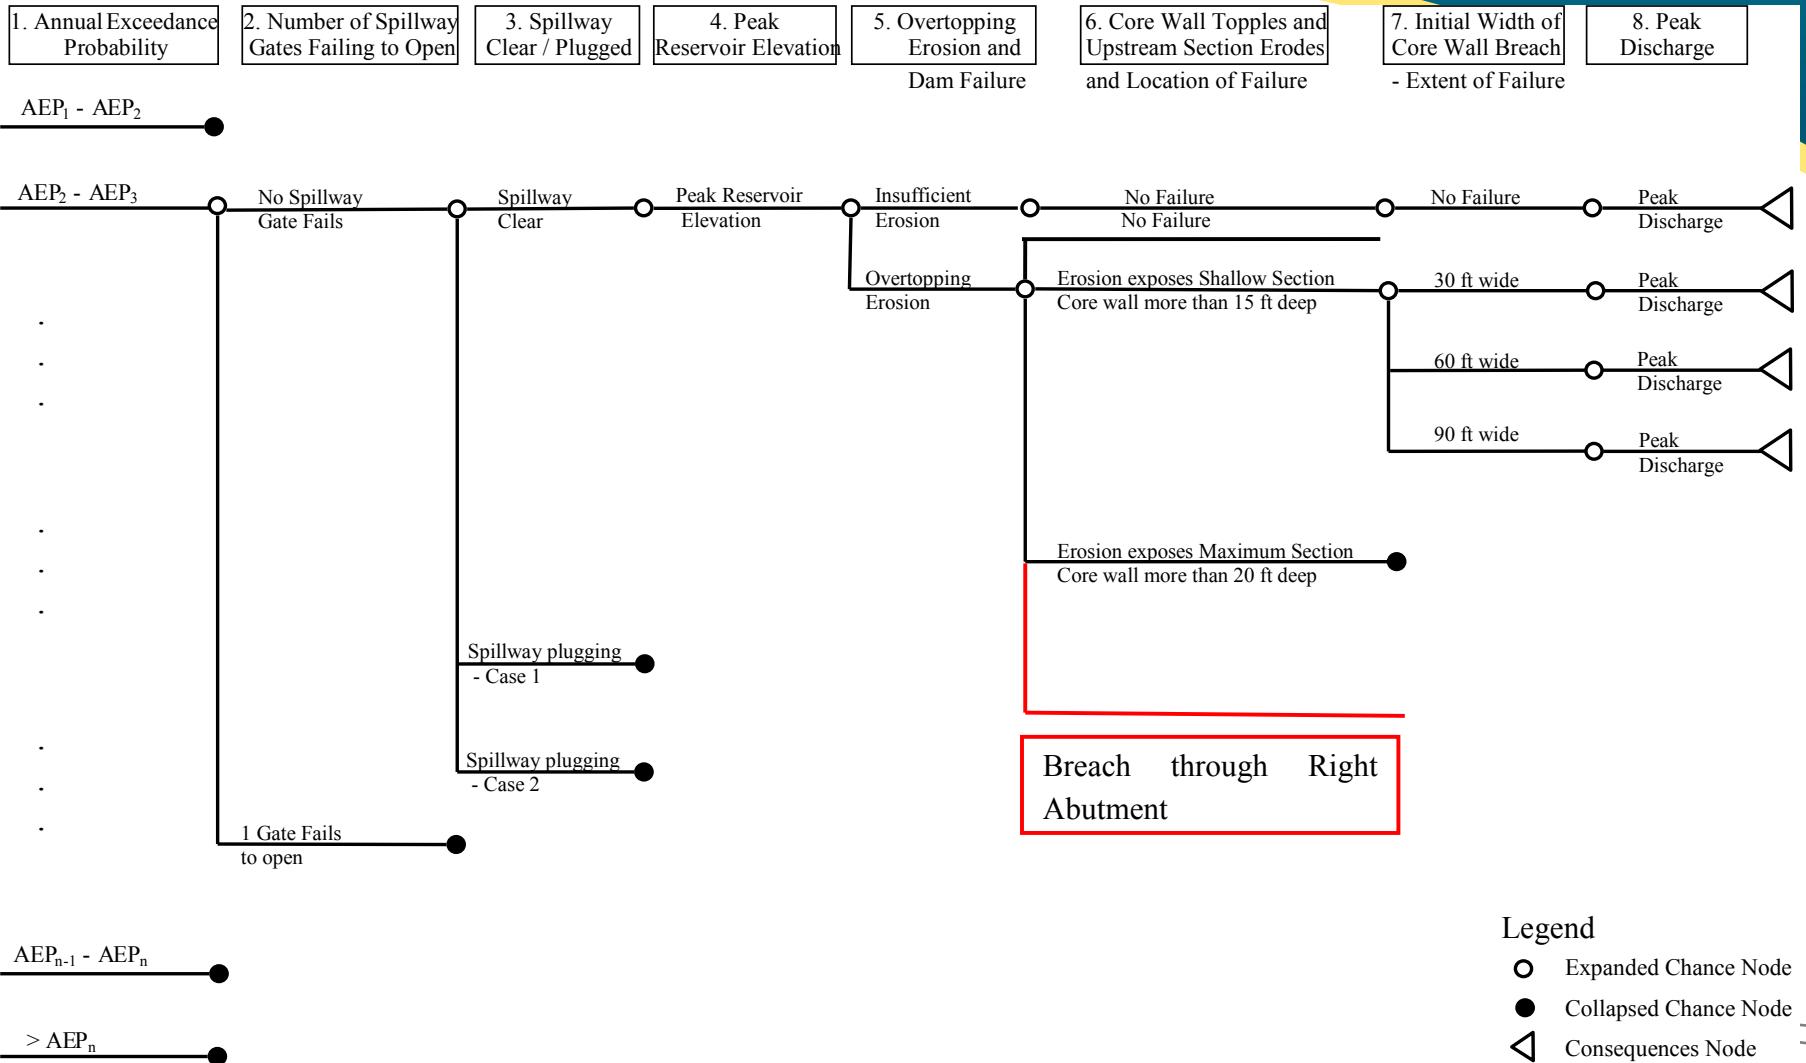 1. Annual Exceedance
Probability
2. Number of Spillway
Gates Failing to Open
3. Spillway
Clear / Plugged
4. Peak
Reservoir Elevation
5. Overtopping
Erosion and
Dam Failure
6. Core Wall Topples and
Upstream Section Erodes
and Location of Failure
7. Initial Width of
Core Wall Breach
- Extent of Failure
8. Peak
Discharge
AEP1 - AEP2
AEP2 - AEP3
No Spillway
Gate Fails
Spillway
Clear
Peak Reservoir
Elevation
Insufficient
Erosion
No Failure
No Failure
No Failure
Peak
Discharge
Overtopping
Erosion
Erosion exposes Shallow Section
Core wall more than 15 ft deep
30 ft wide
Peak
Discharge
60 ft wide
Peak
Discharge
90 ft wide
Peak
Discharge
Erosion exposes Maximum Section
Core wall more than 20 ft deep
Spillway plugging
- Case 1
Spillway plugging
- Case 2
Breach through Right
Abutment
1 Gate Fails
to open
AEPn-1 - AEPn
> AEPn
Legend
Expanded Chance Node
Collapsed Chance Node
Consequences Node